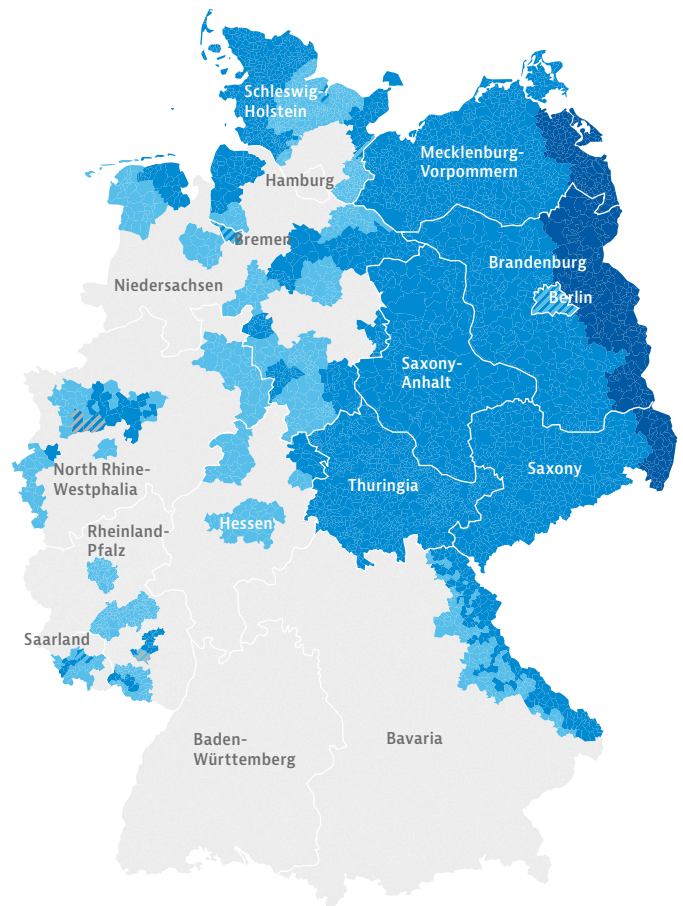 Schleswig-
Holstein
Mecklenburg-
Vorpommern
Hamburg
Bremen
Brandenburg
Niedersachsen
Berlin
Saxony-
Anhalt
North Rhine-
Westphalia
Saxony
Thuringia
Hessen
Rheinland-
Pfalz
Saarland
Baden-
Württemberg
Bavaria